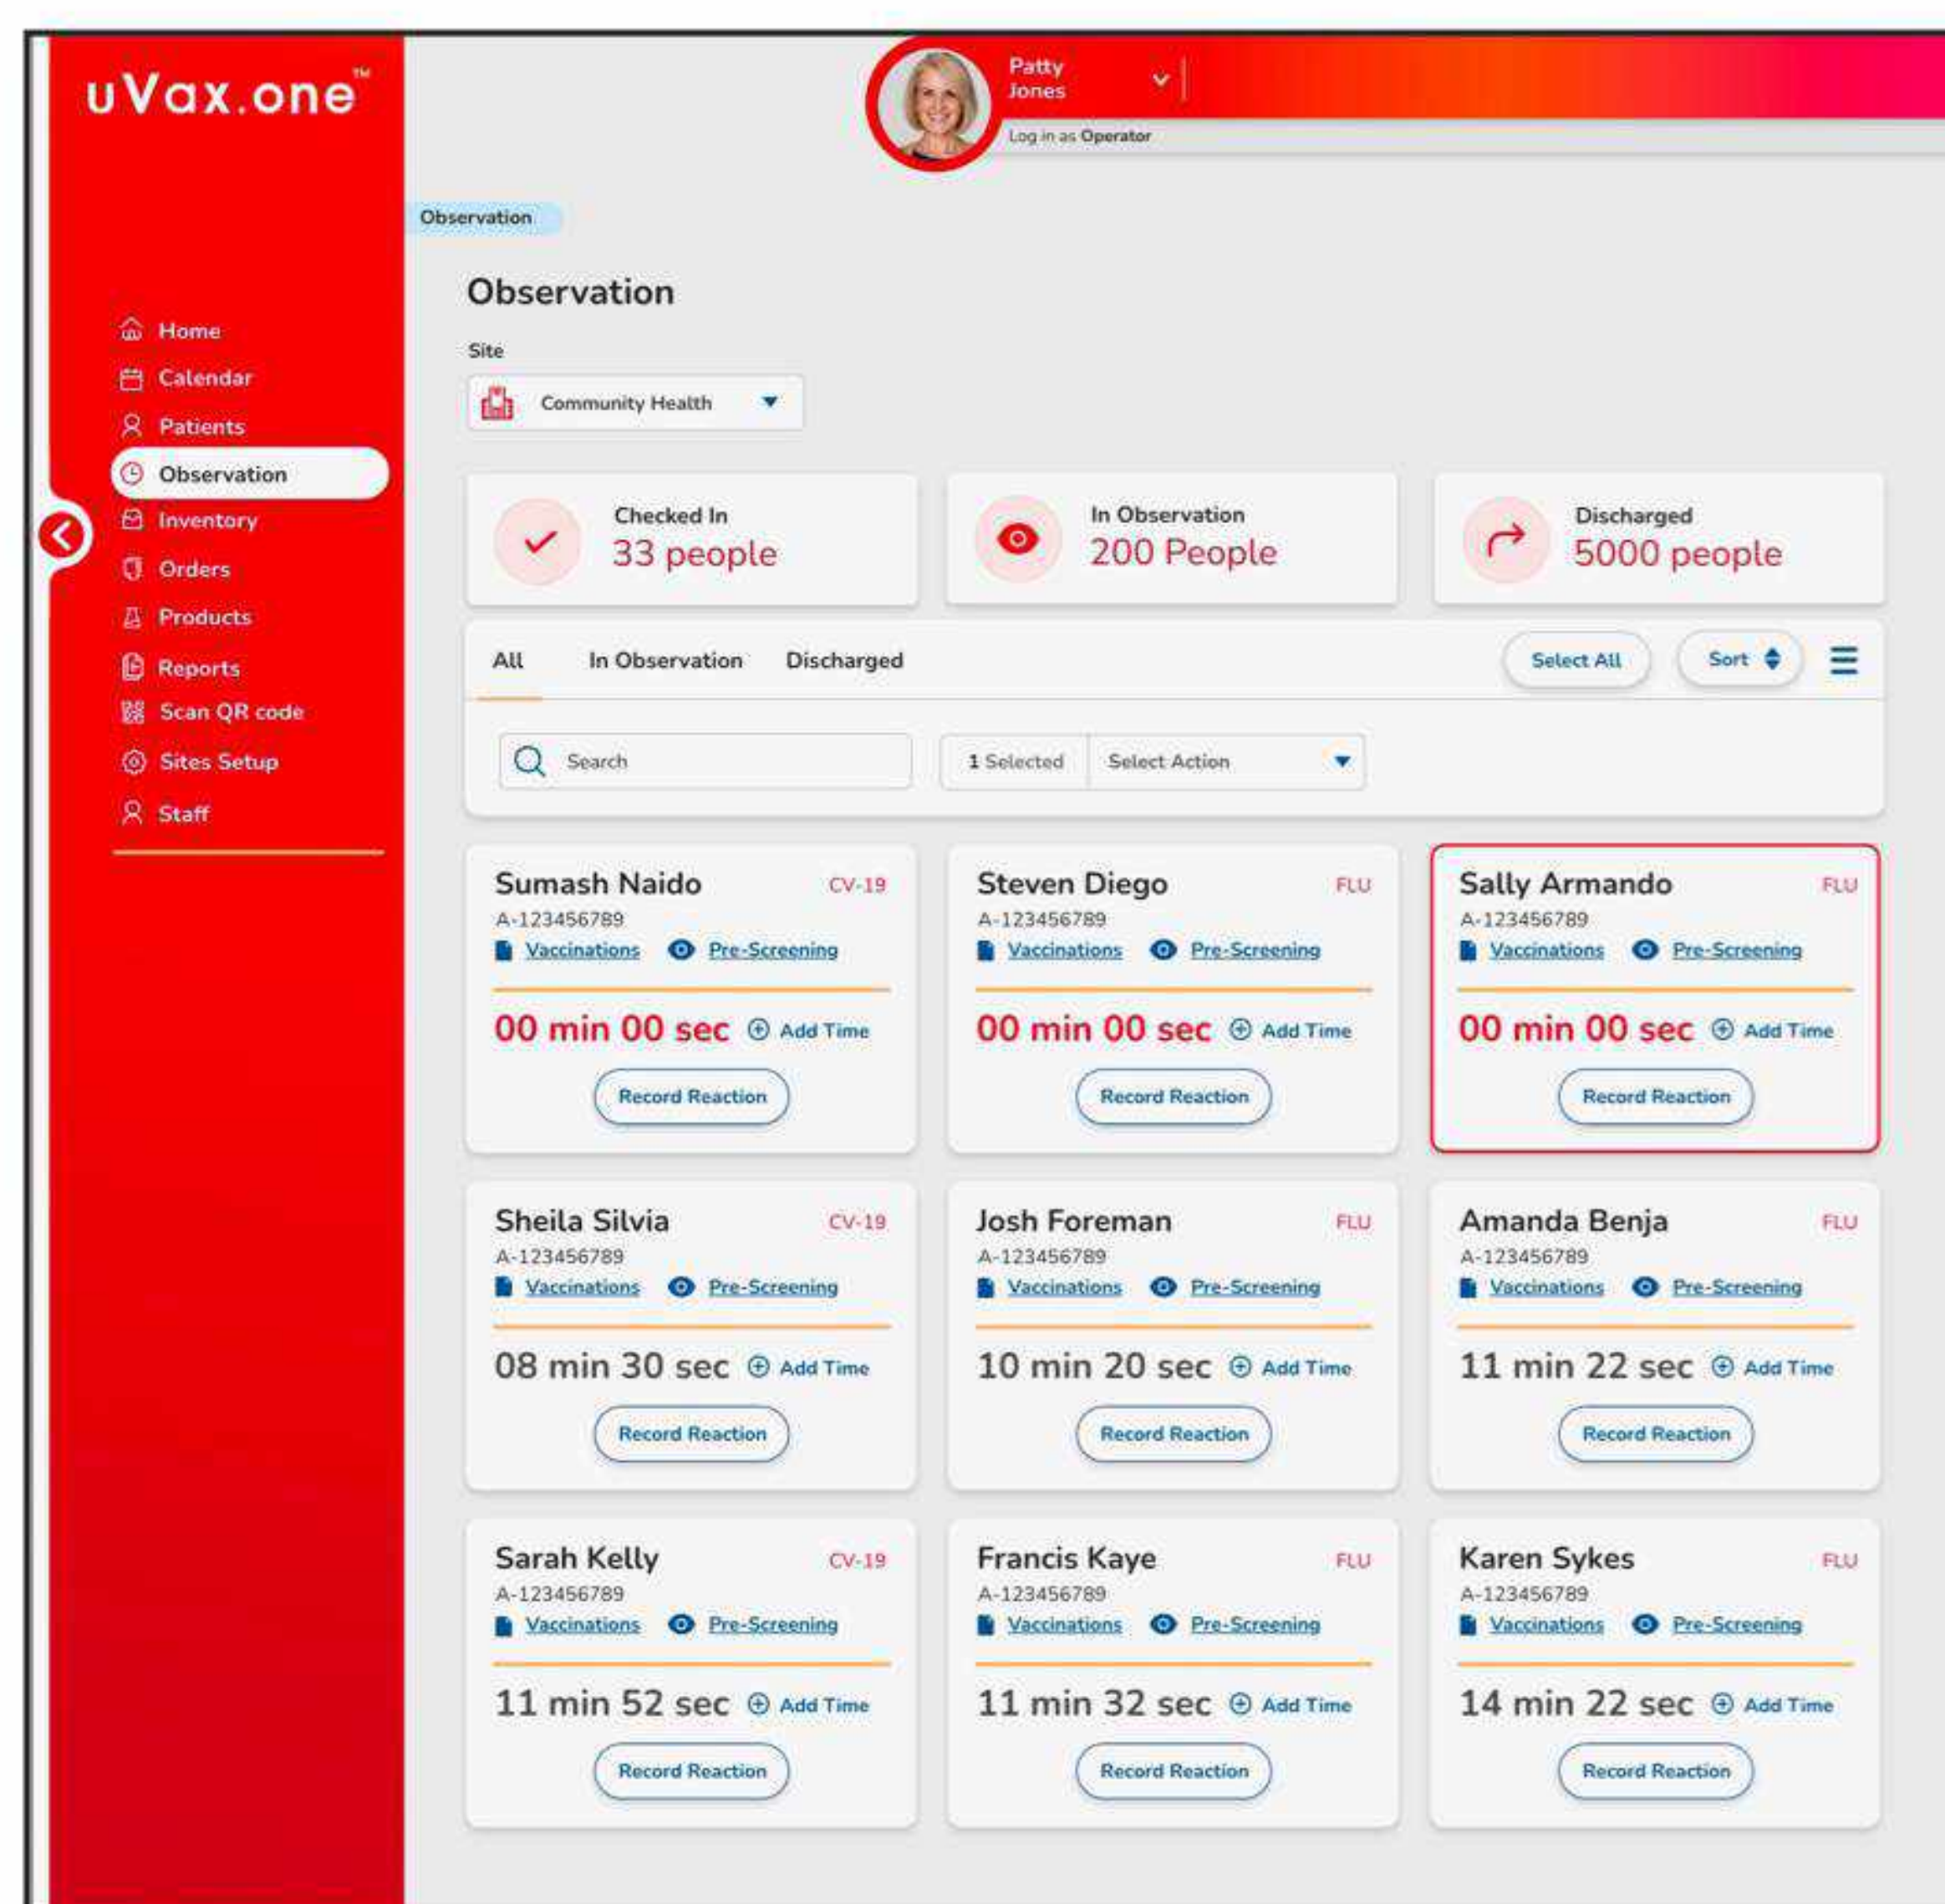 uVax.one™
Patty
Jones
Log in as Operator
Observation
Home
Calendar
Patients
Observation
Inventory
Orders
Products
Reports
Scan QR code
Sites Setup
Staff
Observation
Site
Community Health
Checked In
33 people
In Observation
200 People
Discharged
5000 people
All In Observation Discharged
Select All Sort
Search
1 Selected Select Action
Sumash Naido CV-19
A-123456789
Vaccinations Pre-Screening
00 min 00 sec Add Time
Record Reaction
Steven Diego FLU
A-123456789
Vaccinations Pre-Screening
00 min 00 sec Add Time
Record Reaction
Sally Armando FLU
A-123456789
Vaccinations Pre-Screening
00 min 00 sec Add Time
Record Reaction
Sheila Silvia CV-19
A-123456789
Vaccinations Pre-Screening
08 min 30 sec Add Time
Record Reaction
Josh Foreman FLU
A-123456789
Vaccinations Pre-Screening
10 min 20 sec Add Time
Record Reaction
Amanda Benja FLU
A-123456789
Vaccinations Pre-Screening
11 min 22 sec Add Time
Record Reaction
Sarah Kelly CV-19
A-123456789
Vaccinations Pre-Screening
11 min 52 sec Add Time
Record Reaction
Francis Kaye FLU
A-123456789
Vaccinations Pre-Screening
11 min 32 sec Add Time
Record Reaction
Karen Sykes FLU
A-123456789
Vaccinations Pre-Screening
14 min 22 sec Add Time
Record Reaction